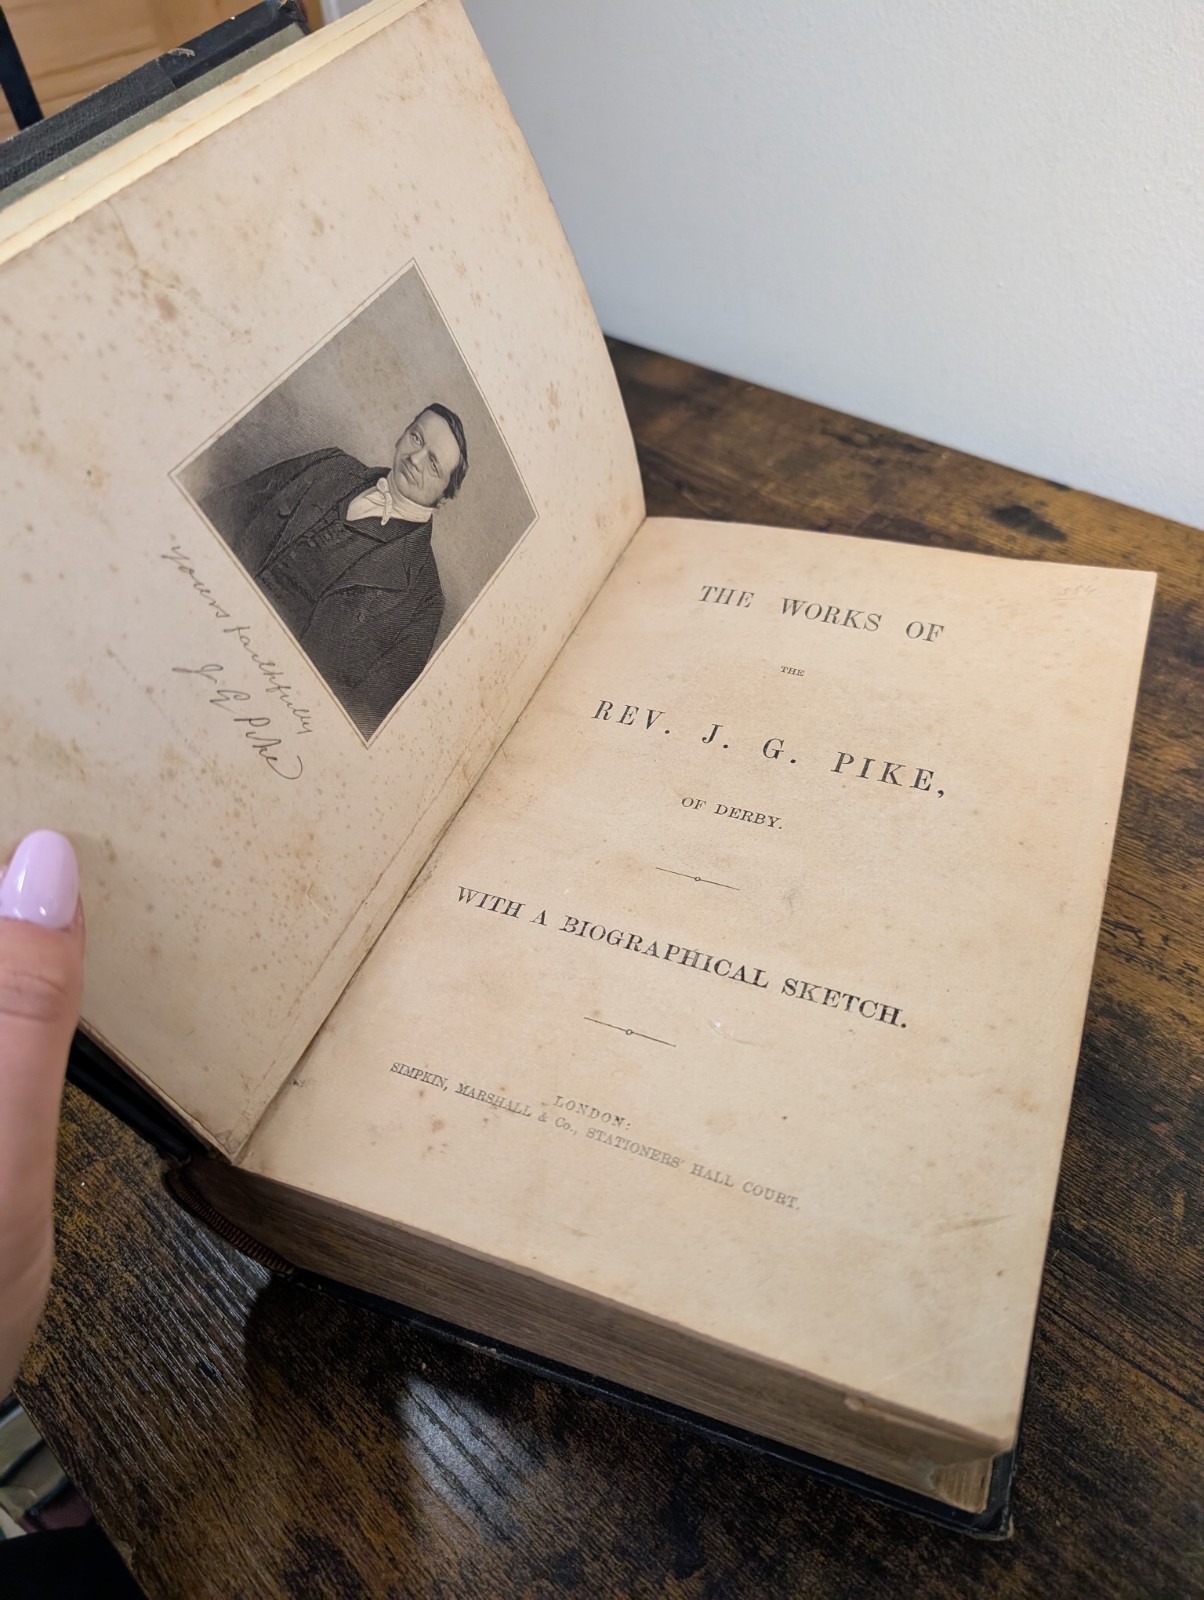 Yours faithfully
J. G. Pike
THE WORKS OF
THE
REV. J. G. PIKE,
OF DERBY.
WITH A BIOGRAPHICAL SKETCH.
LONDON:
SIMPKIN, MARSHALL & Co., STATIONERS' HALL COURT.